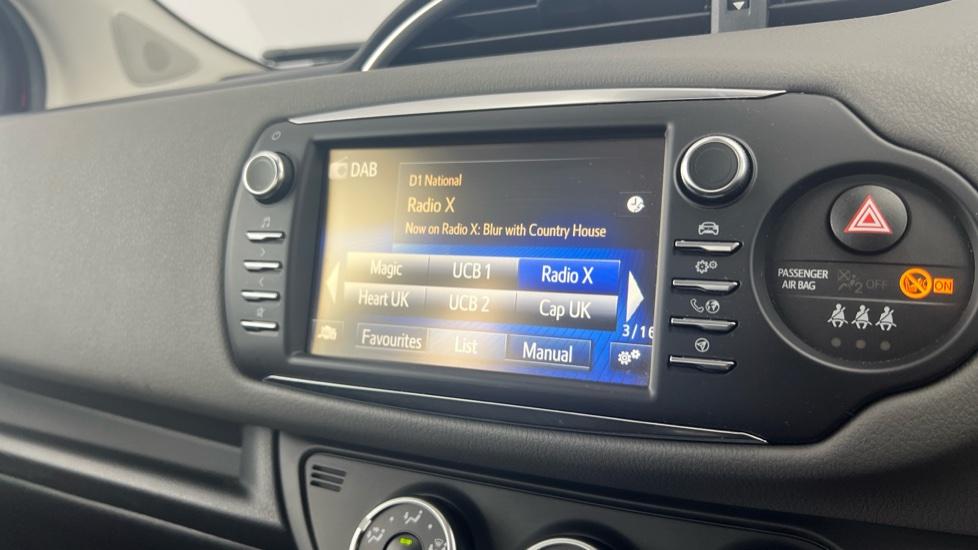 DAB
D1 National
Radio X
Now on Radio X: Blur with Country House
Magic UCB 1 Radio X
Heart UK UCB 2 Cap UK
3/16
Favourites List Manual
PASSENGER
AIR BAG
2 OFF
ON